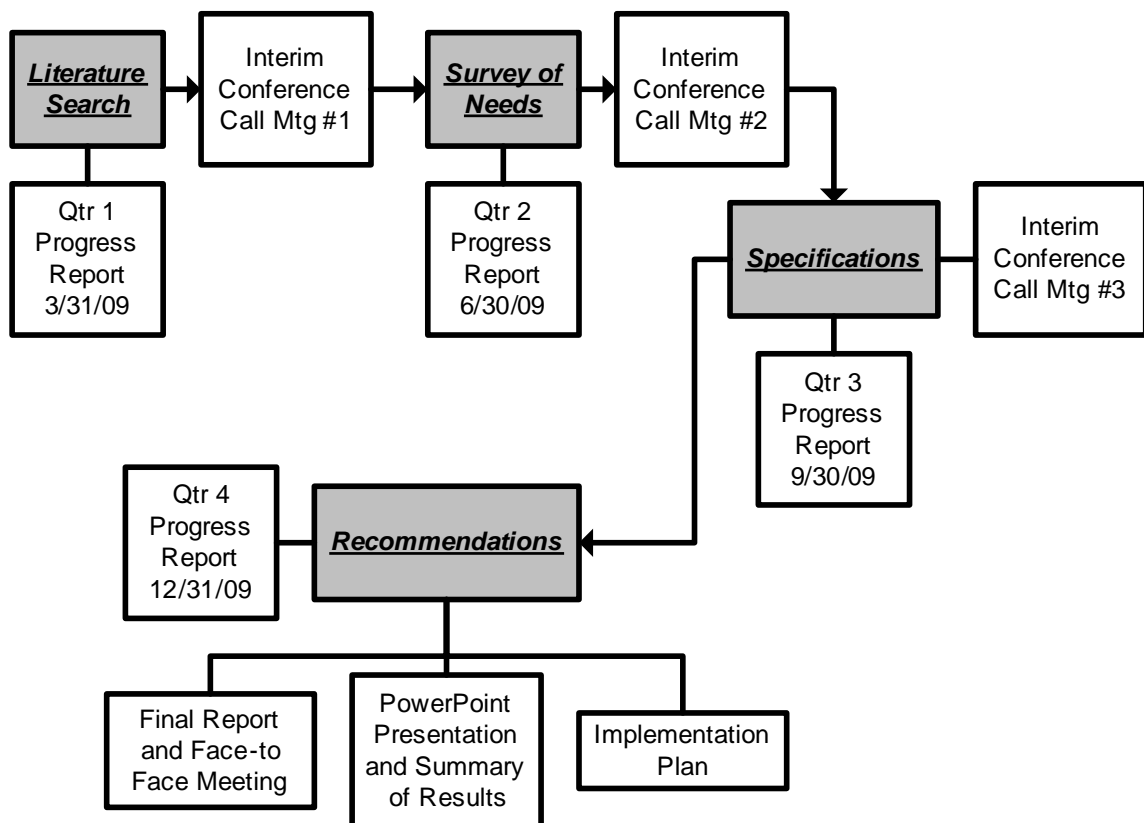 Literature
Search
Interim
Conference
Call Mtg #1
Survey of
Needs
Interim
Conference
Call Mtg #2
Qtr 1
Progress
Report
3/31/09
Qtr 2
Progress
Report
6/30/09
Specifications
Interim
Conference
Call Mtg #3
Qtr 3
Progress
Report
9/30/09
Qtr 4
Progress
Report
12/31/09
Recommendations
Final Report
and Face-to
Face Meeting
PowerPoint
Presentation
and Summary
of Results
Implementation
Plan